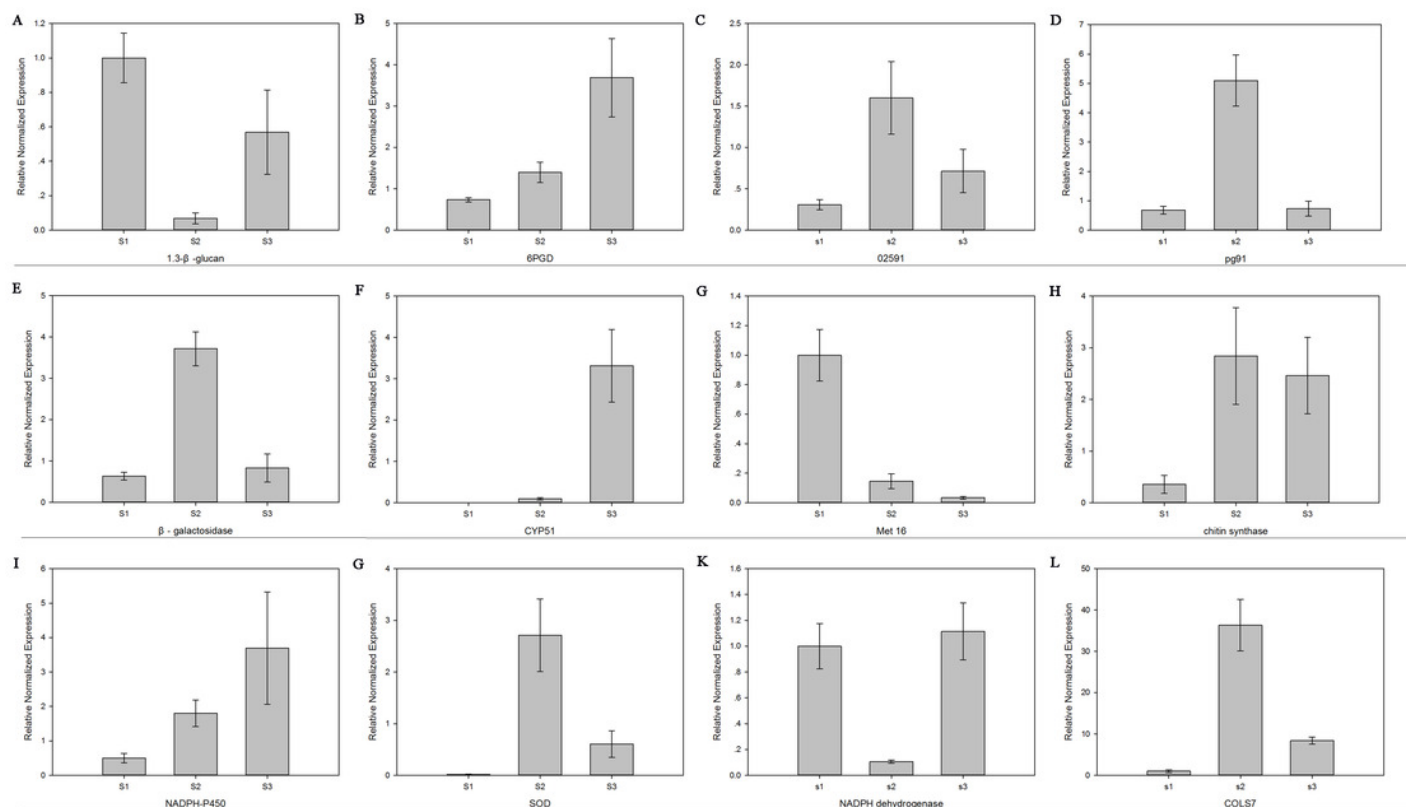 A
Relative Normalized Expression
1.2
1.0
.8
.6
.4
.2
0.0
S1 S2 S3
1.3-β -glucan
B
Relative Normalized Expression
5
4
3
2
1
0
S1 S2 S3
6PGD
C
Relative Normalized Expression
2.5
2.0
1.5
1.0
.5
0.0
s1 s2 s3
02591
D
Relative Normalized Expression
7
6
5
4
3
2
1
0
s1 s2 s3
pg91
E
Relative Normalized Expression
5
4
3
2
1
0
S1 S2 S3
β - galactosidase
F
Relative Normalized Expression
5
4
3
2
1
0
S1 S2 S3
CYP51
G
Relative Normalized Expression
1.4
1.2
1.0
.8
.6
.4
.2
0.0
S1 S2 S3
Met 16
H
Relative Normalized Expression
4
3
2
1
0
S1 S2 S3
chitin synthase
I
Relative Normalized Expression
6
5
4
3
2
1
0
S1 S2 S3
NADPH-P450
G
Relative Normalized Expression
4
3
2
1
0
S1 S2 S3
SOD
K
Relative Normalized Expression
1.6
1.4
1.2
1.0
.8
.6
.4
.2
0.0
s1 s2 s3
NADPH dehydrogenase
L
Relative Normalized Expression
50
40
30
20
10
0
s1 s2 s3
COLS7